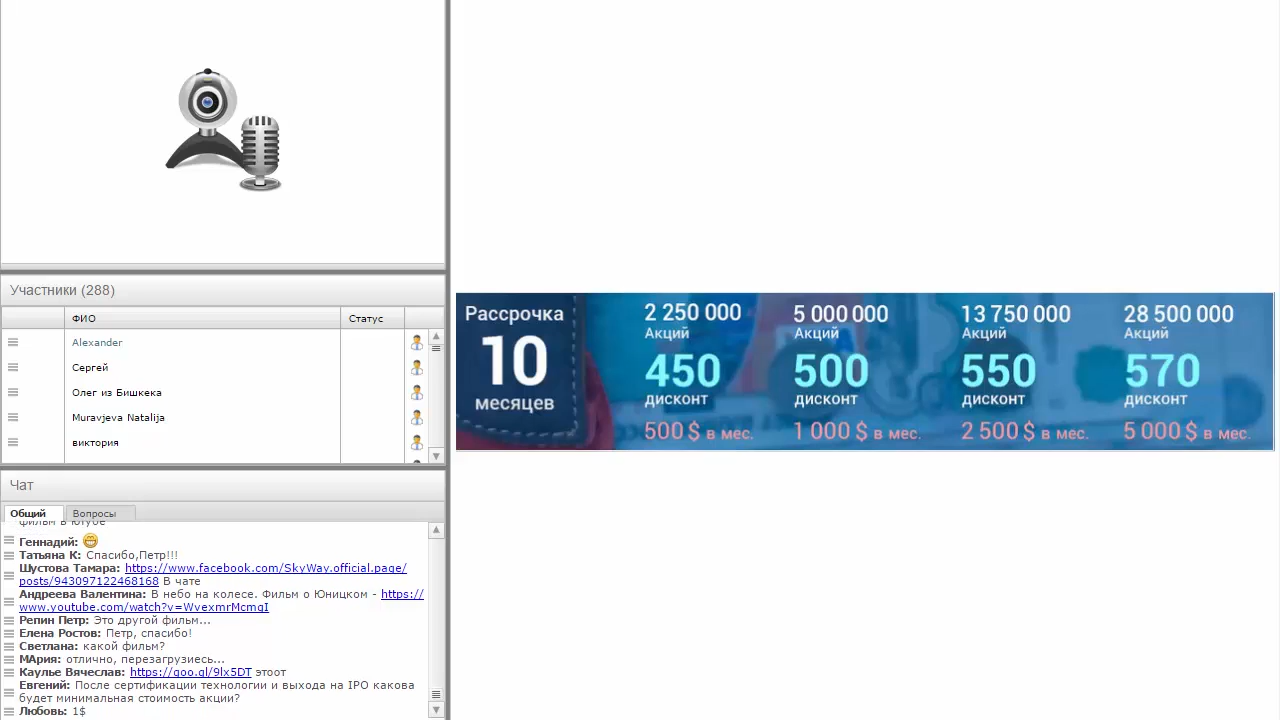 Участники (288)
ФИО
Статус
Alexander
Сергей
Олег из Бишкека
Muravjeva Natalija
виктория
Чат
Общий
Вопросы
фильм в ютубе
Геннадий:
Татьяна К: Спасибо,Петр!!!
Шустова Тамара: https://www.facebook.com/SkyWay.official.page/
posts/943097122468168 В чате
Андреева Валентина: В небо на колесе. Фильм о Юницком - https://
www.youtube.com/watch?v=WvexmrMcmgI
Репин Петр: Это другой фильм...
Елена Ростов: Петр, спасибо!
Светлана: какой фильм?
МАрия: отлично, перезагрузиесь...
Каулье Вячеслав: https://goo.gl/9lx5DT этоот
Евгений: После сертификации технологии и выхода на IPO какова
будет минимальная стоимость акции?
Любовь: 1$
Рассрочка
10
месяцев
2 250 000
Акций
450
дисконт
500 $ в мес.
5 000 000
Акций
500
дисконт
1 000 $ в мес.
13 750 000
Акций
550
дисконт
2 500 $ в мес.
28 500 000
Акций
570
дисконт
5 000 $ в мес.